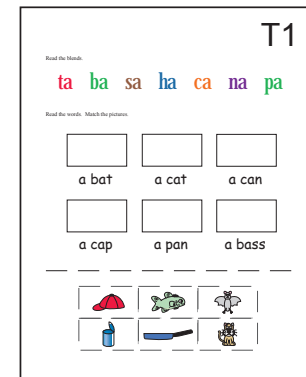 T1
Read the blends
ta ba sa ha ca na pa
Read the words. Match the pictures
a bat a cat a can
a cap a pan a bass